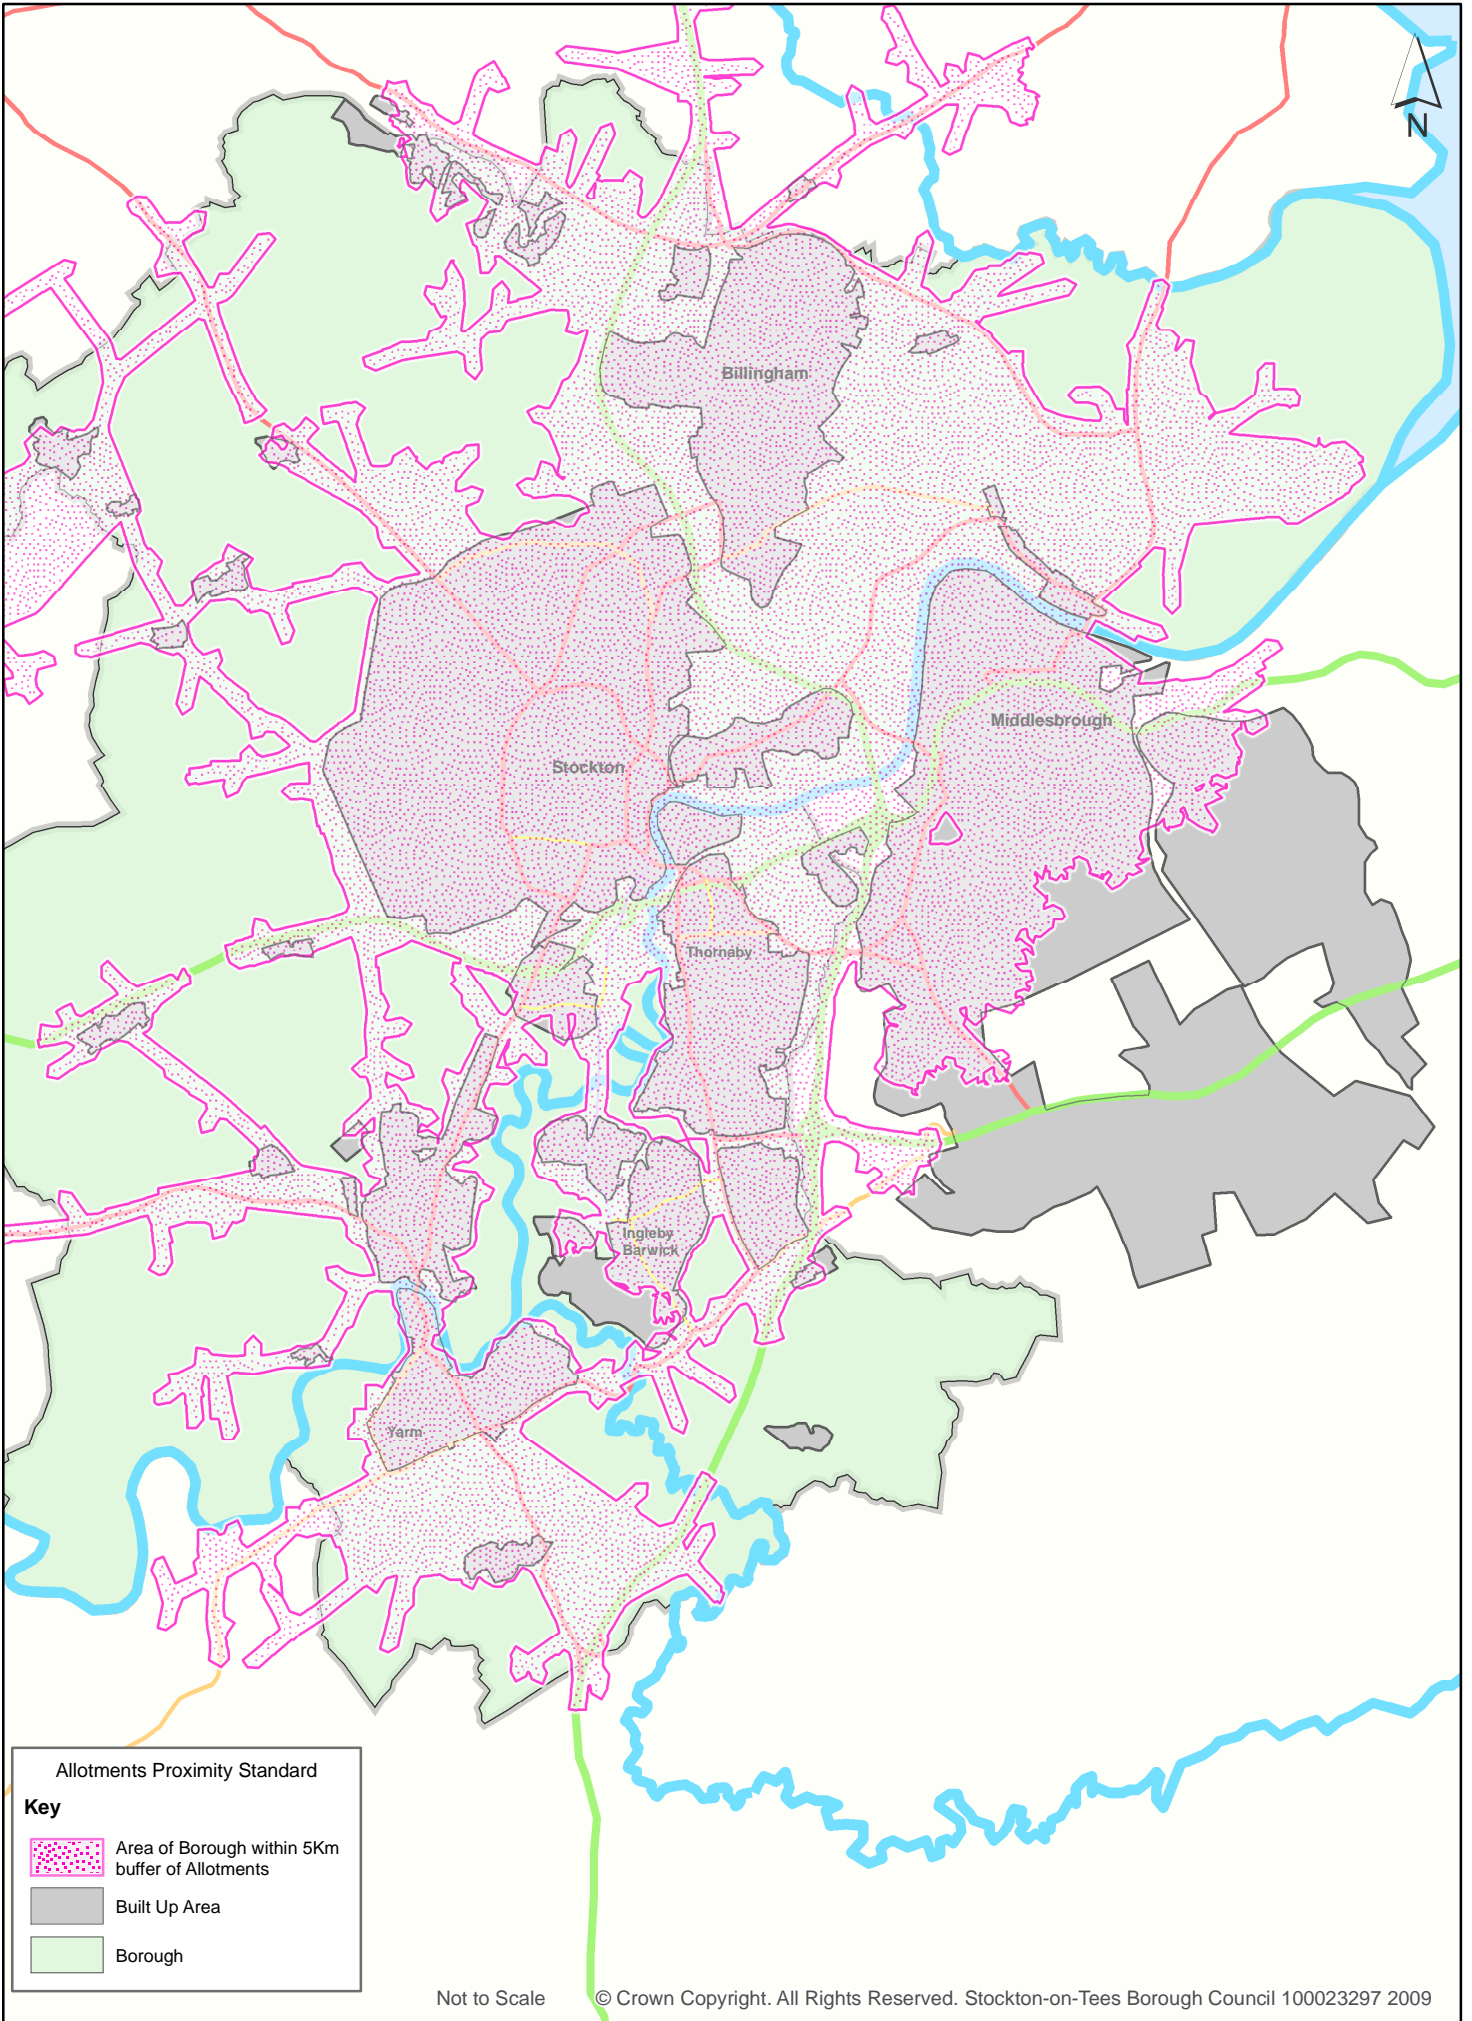 N
Billingham
Middlesbrough
Stockton
Thornaby
Ingleby
Barwick
Yarm
Allotments Proximity Standard
Key
Area of Borough within 5Km
buffer of Allotments
Built Up Area
Borough
Not to Scale
© Crown Copyright. All Rights Reserved. Stockton-on-Tees Borough Council 100023297 2009